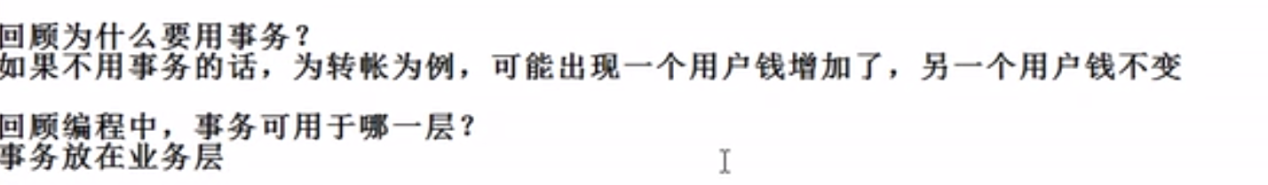 回顾为什么要用事务？
如果不用事务的话，为转帐为例，可能出现一个用户钱增加了，另一个用户钱不变
回顾编程中，事务可用于哪一层？
事务放在业务层